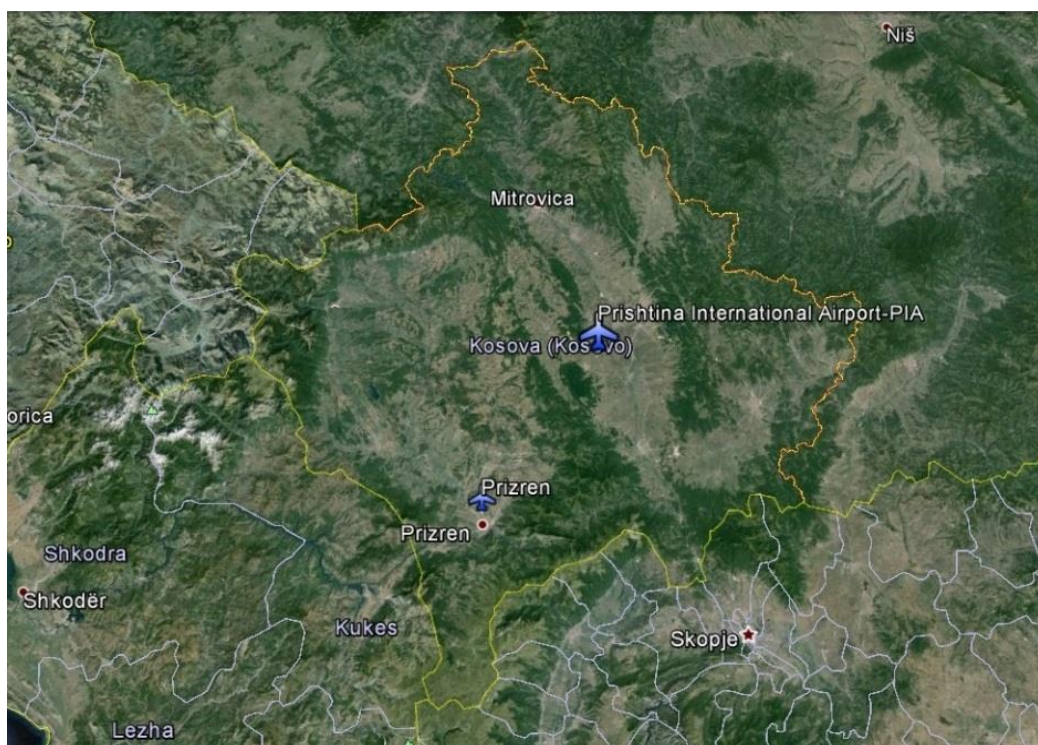 Niš
Mitrovica
Prishtina International Airport-PIA
Kosova (Kosovo)
orica
Prizren
Prizren
Shkodra
Shkodër
Kukes
Skopje
Lezha